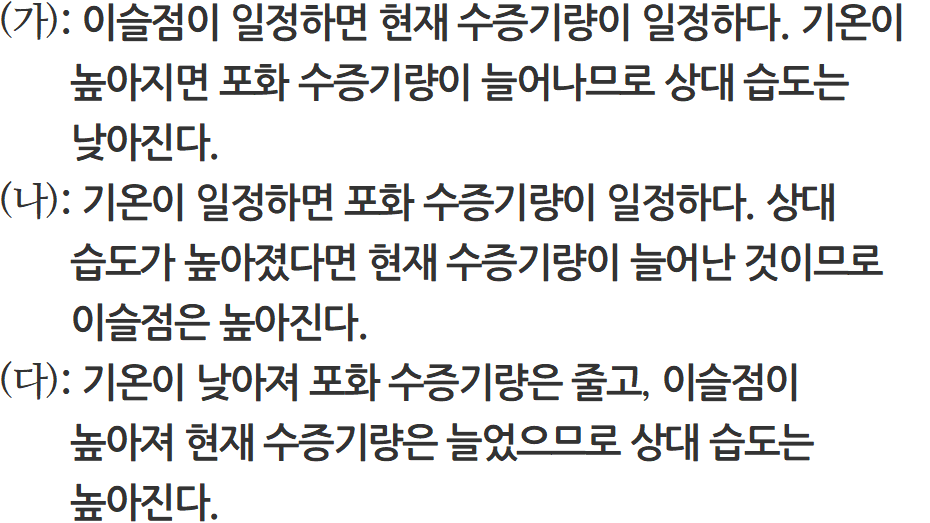 (가): 이슬점이 일정하면 현재 수증기량이 일정하다. 기온이
높아지면 포화 수증기량이 늘어나므로 상대 습도는
낮아진다.
(나): 기온이 일정하면 포화 수증기량이 일정하다. 상대
습도가 높아졌다면 현재 수증기량이 늘어난 것이므로
이슬점은 높아진다.
(다): 기온이 낮아져 포화 수증기량은 줄고, 이슬점이
높아져 현재 수증기량은 늘었으므로 상대 습도는
높아진다.